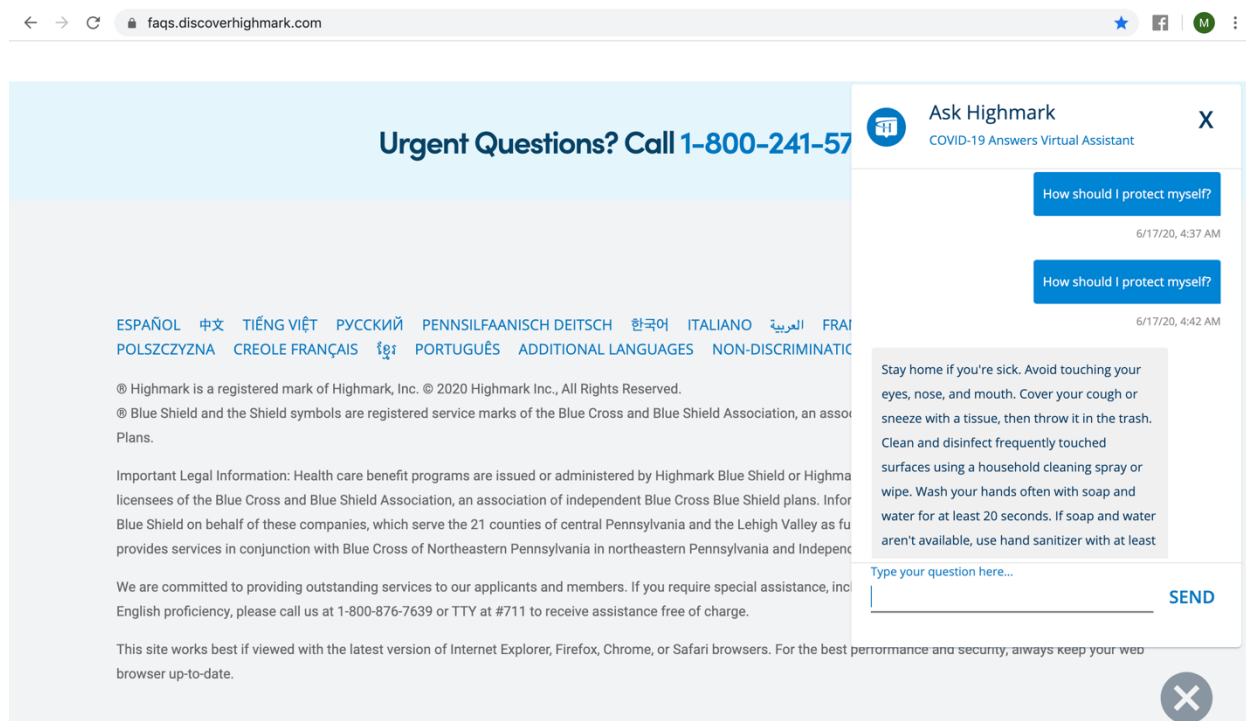 faqs.discoverhighmark.com
M
Urgent Questions? Call 1-800-241-57
ESPAÑOL 中文 TIẾNG VIỆT РУССКИЙ PENNSILFAANISCH DEITSCH 한국어 ITALIANO العربية FRA
POLSZCZYZNA CREOLE FRANÇAIS ខ្មែរ PORTUGUÊS ADDITIONAL LANGUAGES NON-DISCRIMINATIO
® Highmark is a registered mark of Highmark, Inc. © 2020 Highmark Inc., All Rights Reserved.
® Blue Shield and the Shield symbols are registered service marks of the Blue Cross and Blue Shield Association, an assoc
Plans.
Important Legal Information: Health care benefit programs are issued or administered by Highmark Blue Shield or Highma
licensees of the Blue Cross and Blue Shield Association, an association of independent Blue Cross Blue Shield plans. Infor
Blue Shield on behalf of these companies, which serve the 21 counties of central Pennsylvania and the Lehigh Valley as fu
provides services in conjunction with Blue Cross of Northeastern Pennsylvania in northeastern Pennsylvania and Independ
We are committed to providing outstanding services to our applicants and members. If you require special assistance, incl
English proficiency, please call us at 1-800-876-7639 or TTY at #711 to receive assistance free of charge.
This site works best if viewed with the latest version of Internet Explorer, Firefox, Chrome, or Safari browsers. For the best performance and security, always keep your web
browser up-to-date.
Ask Highmark
X
COVID-19 Answers Virtual Assistant
How should I protect myself?
6/17/20, 4:37 AM
How should I protect myself?
6/17/20, 4:42 AM
Stay home if you're sick. Avoid touching your
eyes, nose, and mouth. Cover your cough or
sneeze with a tissue, then throw it in the trash.
Clean and disinfect frequently touched
surfaces using a household cleaning spray or
wipe. Wash your hands often with soap and
water for at least 20 seconds. If soap and water
aren't available, use hand sanitizer with at least
Type your question here...
SEND